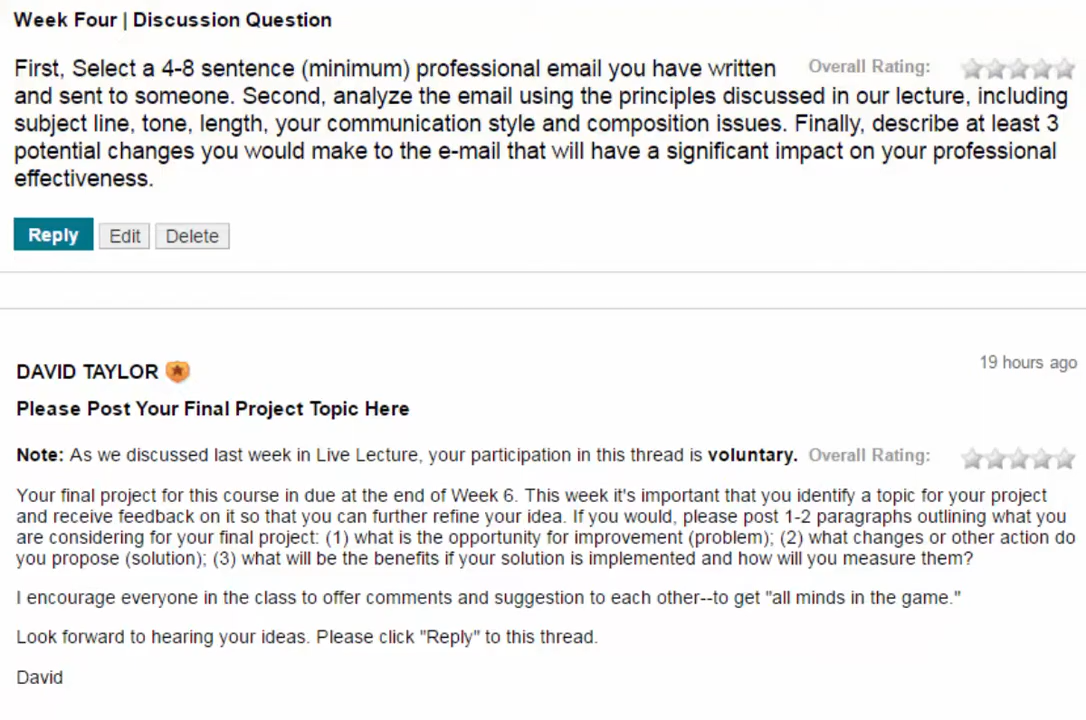 Week Four | Discussion Question
First, Select a 4-8 sentence (minimum) professional email you have written Overall Rating:
and sent to someone. Second, analyze the email using the principles discussed in our lecture, including
subject line, tone, length, your communication style and composition issues. Finally, describe at least 3
potential changes you would make to the e-mail that will have a significant impact on your professional
effectiveness.
Reply Edit Delete
DAVID TAYLOR 19 hours ago
Please Post Your Final Project Topic Here
Note: As we discussed last week in Live Lecture, your participation in this thread is voluntary. Overall Rating:
Your final project for this course in due at the end of Week 6. This week it's important that you identify a topic for your project
and receive feedback on it so that you can further refine your idea. If you would, please post 1-2 paragraphs outlining what you
are considering for your final project: (1) what is the opportunity for improvement (problem); (2) what changes or other action do
you propose (solution); (3) what will be the benefits if your solution is implemented and how will you measure them?
I encourage everyone in the class to offer comments and suggestion to each other--to get "all minds in the game."
Look forward to hearing your ideas. Please click "Reply" to this thread.
David